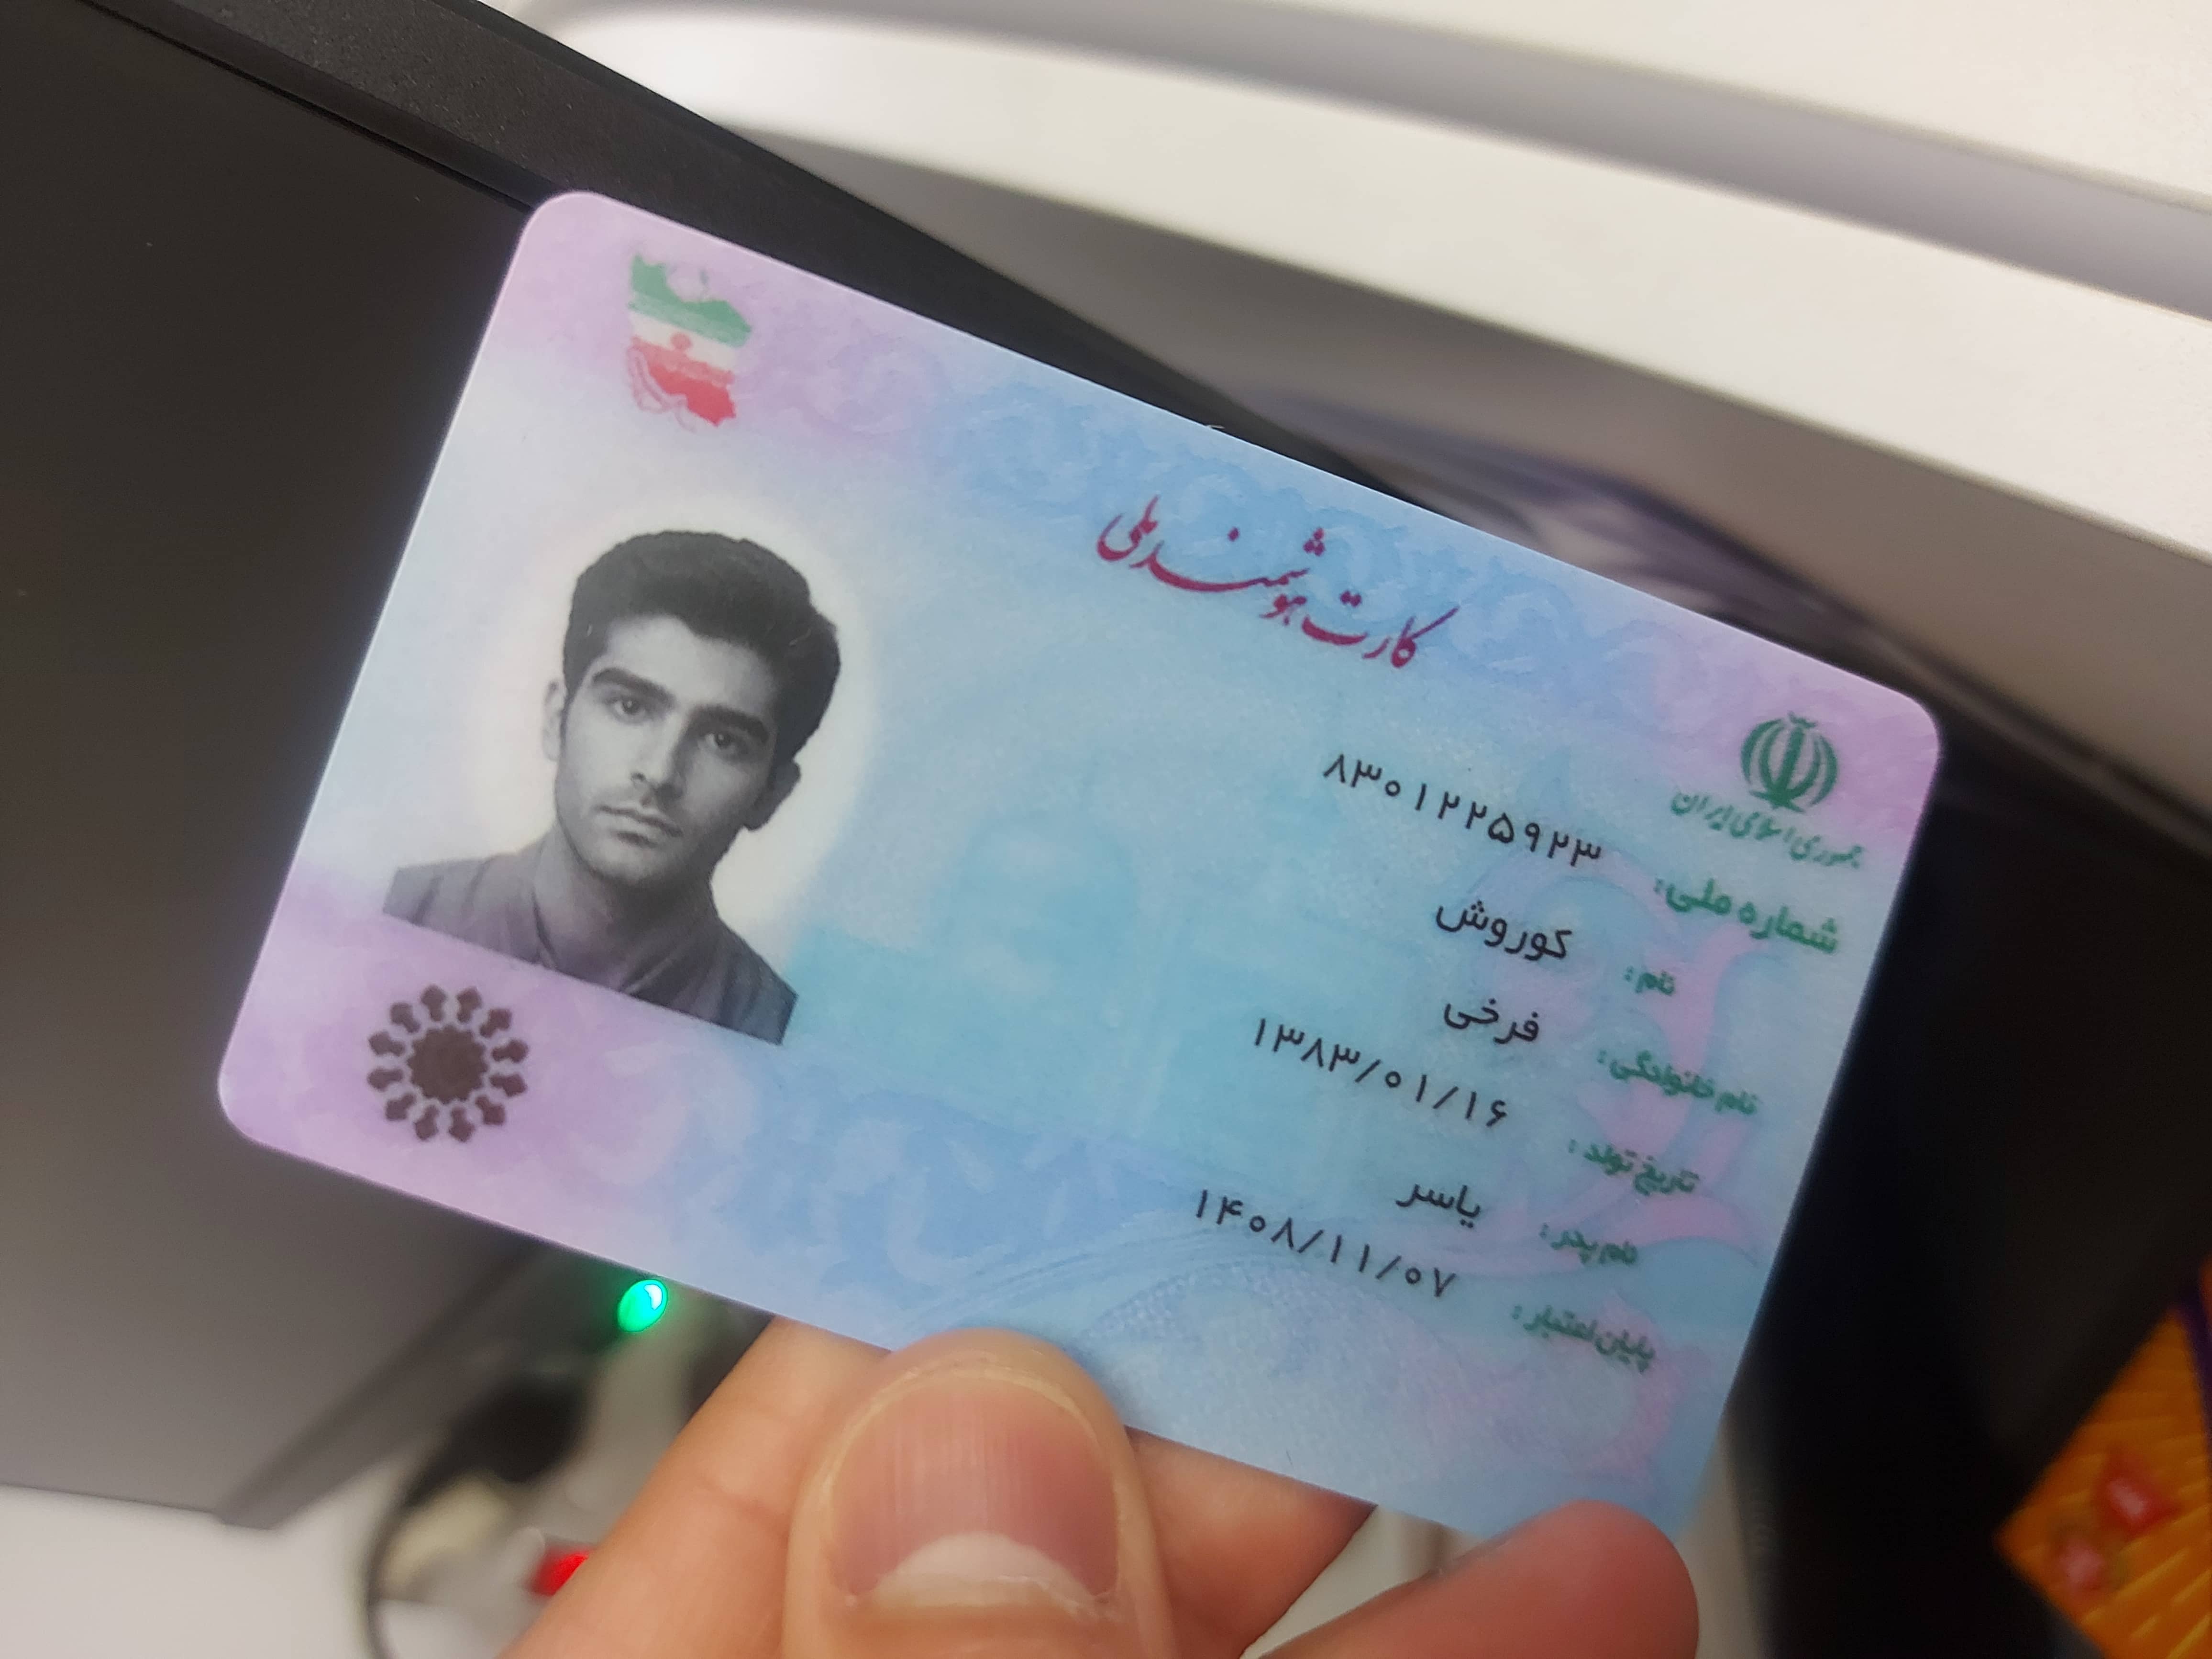 کارت هوشمند ملی
جمهوری اسلامی ایران
شماره ملی: ۸۳۰۱۲۲۵۹۲۳
نام: کوروش
نام خانوادگی: فرخی
تاریخ تولد: ۱۳۸۳/۰۱/۱۶
نام پدر: یاسر
پایان اعتبار: ۱۴۰۸/۱۱/۰۷